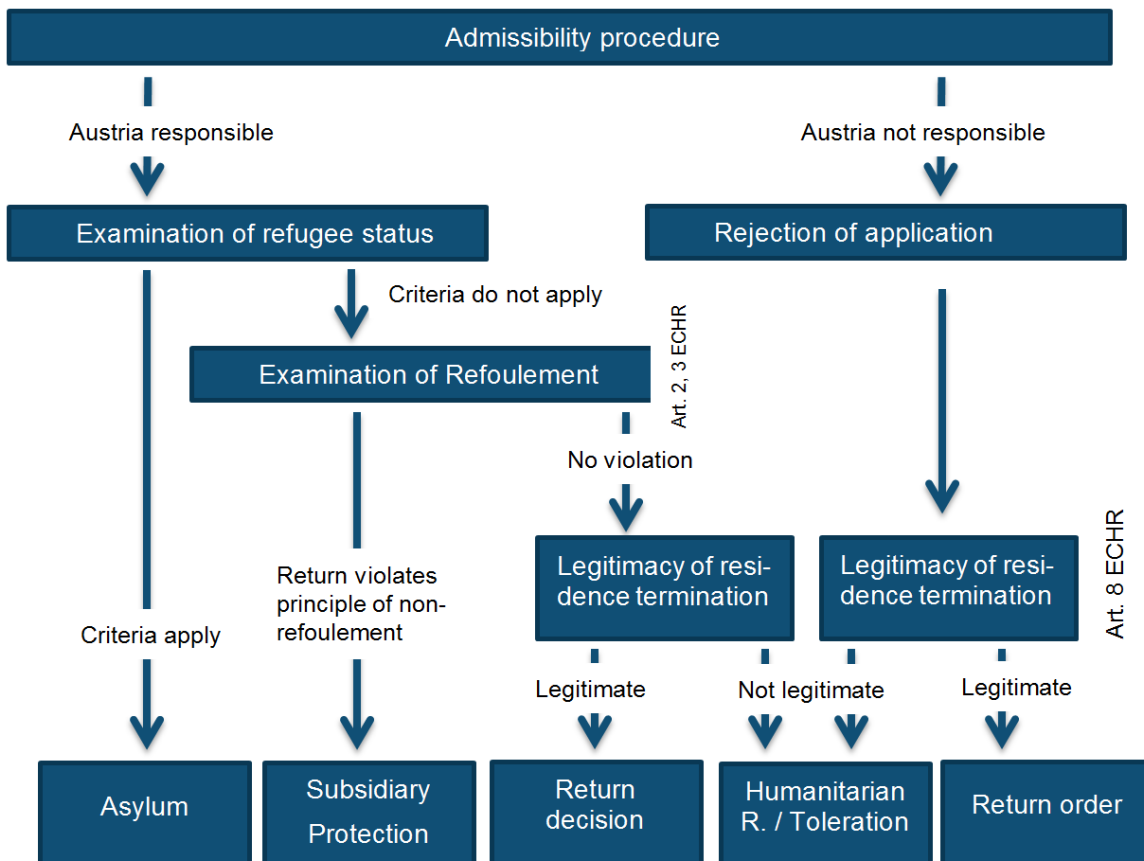 Admissibility procedure
Austria responsible
Austria not responsible
Examination of refugee status
Rejection of application
Criteria do not apply
Examination of Refoulement
Art. 2, 3 ECHR
No violation
Legitimacy of resi-
dence termination
Legitimacy of resi-
dence termination
Art. 8 ECHR
Return violates
principle of non-
refoulement
Criteria apply
Legitimate
Not legitimate
Legitimate
Asylum
Subsidiary
Protection
Return
decision
Humanitarian
R. / Toleration
Return order